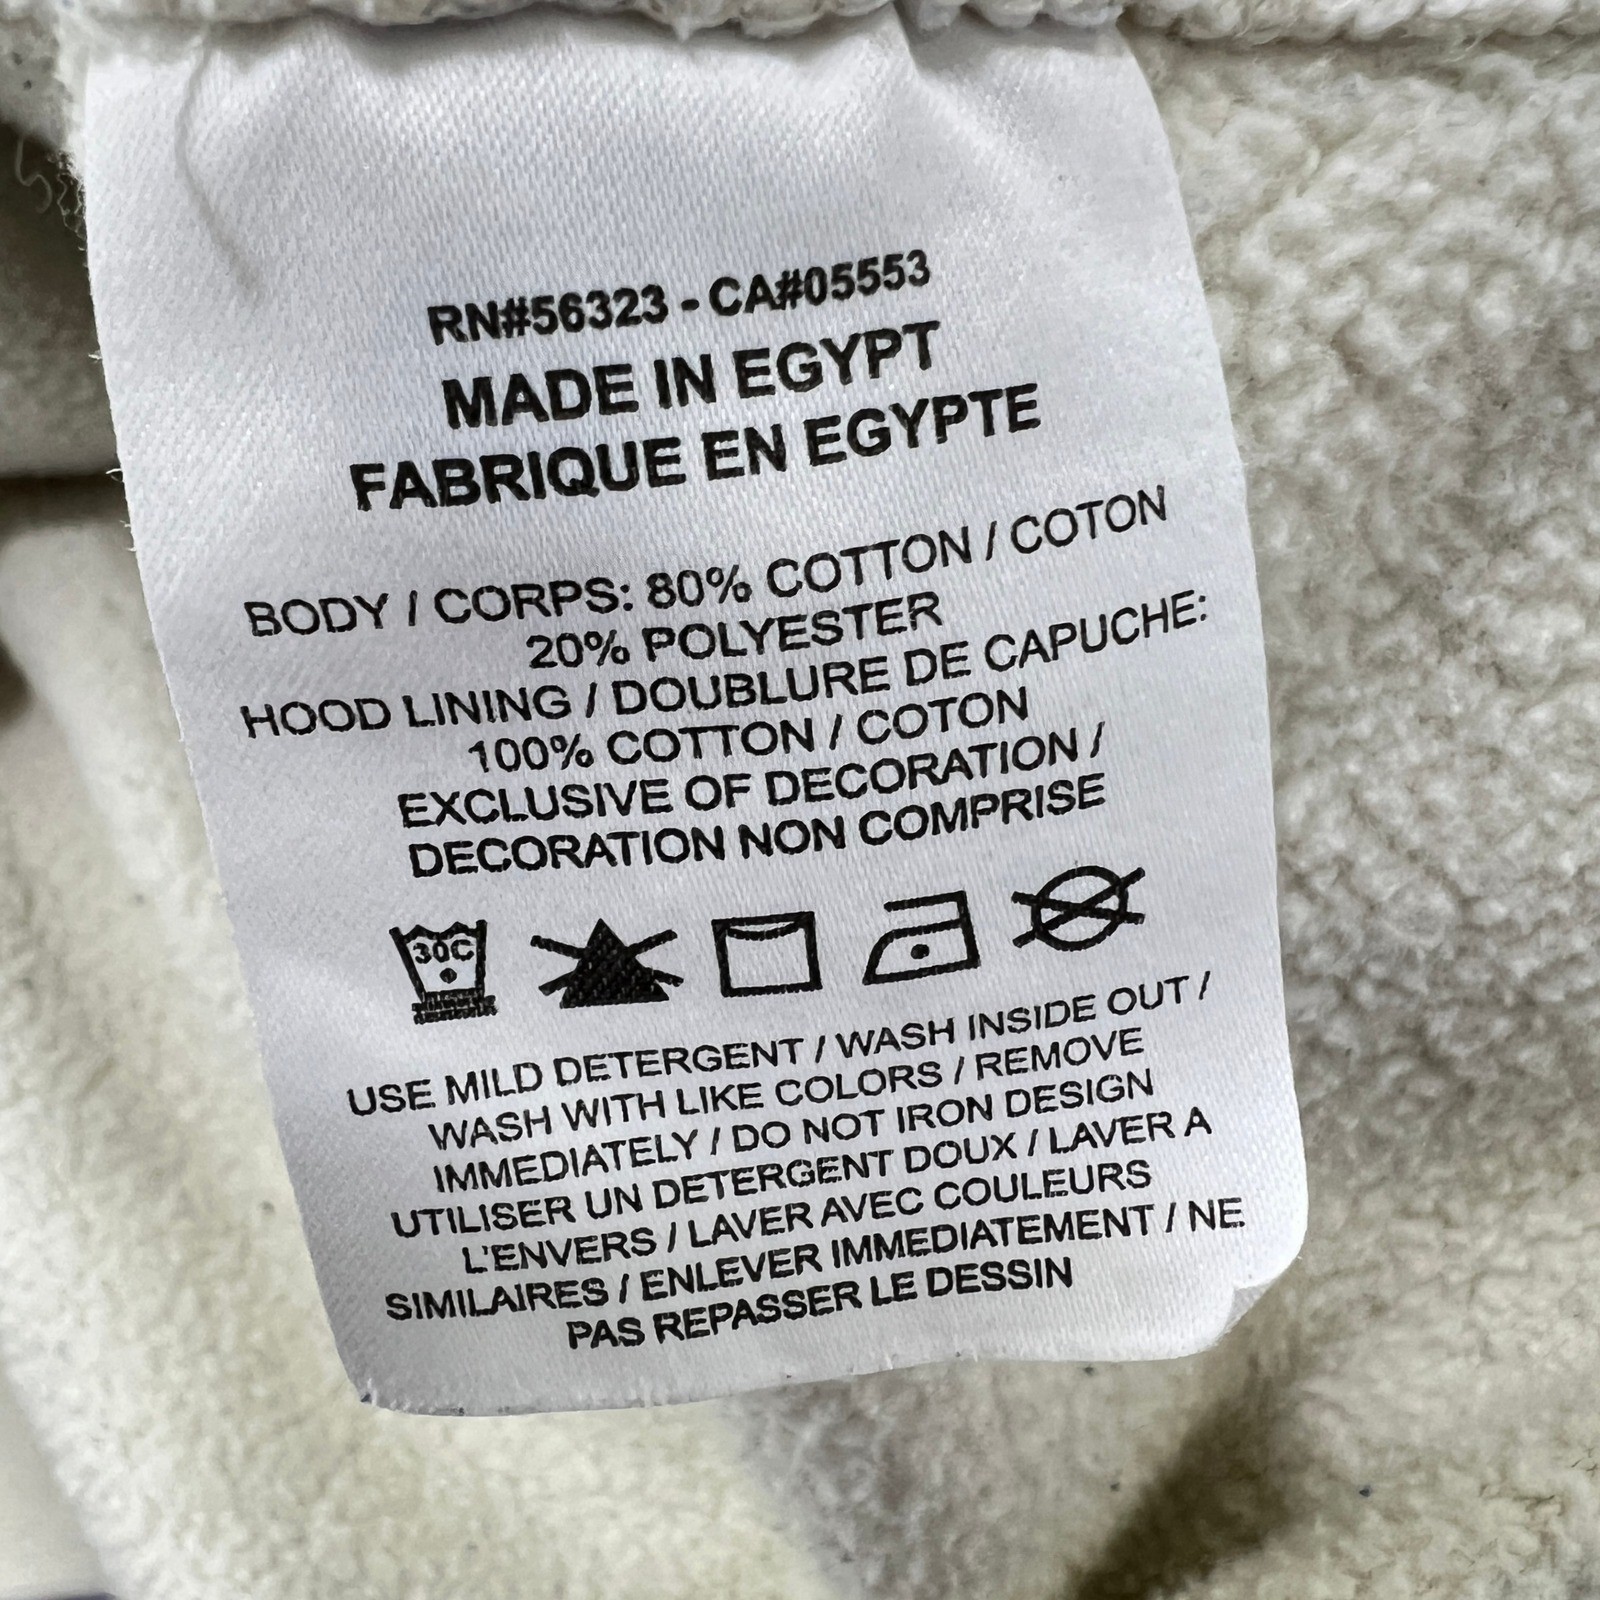 RN#56323 - CA#05553
MADE IN EGYPT
FABRIQUE EN EGYPTE
BODY / CORPS: 80% COTTON / COTON
20% POLYESTER
HOOD LINING / DOUBLURE DE CAPUCHE:
100% COTTON / COTON
EXCLUSIVE OF DECORATION /
DECORATION NON COMPRISE
30C
USE MILD DETERGENT / WASH INSIDE OUT /
WASH WITH LIKE COLORS / REMOVE
IMMEDIATELY / DO NOT IRON DESIGN
UTILISER UN DETERGENT DOUX / LAVER A
L'ENVERS / LAVER AVEC COULEURS
SIMILAIRES / ENLEVER IMMEDIATEMENT / NE
PAS REPASSER LE DESSIN